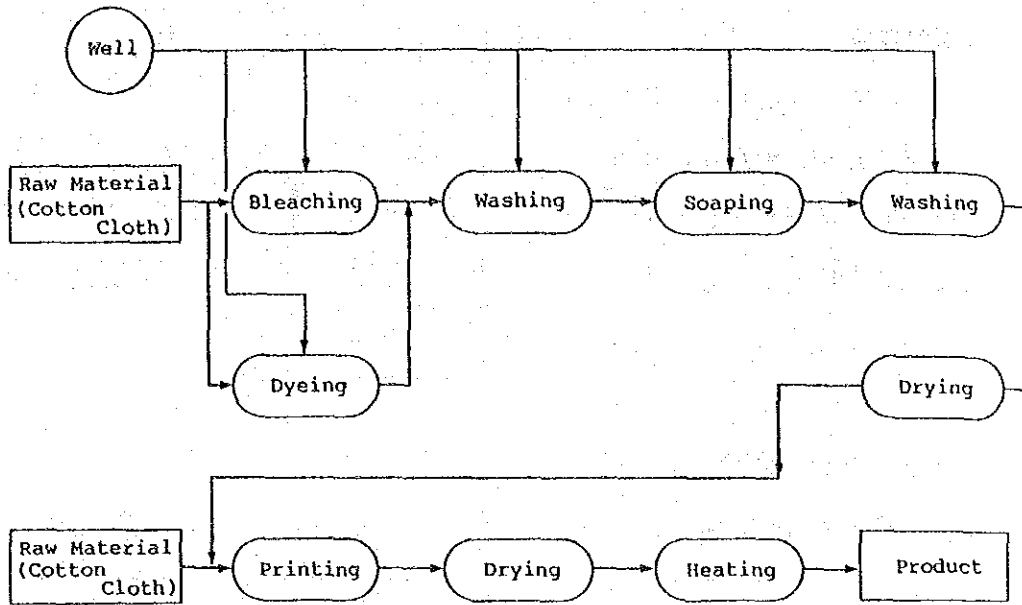 Well
Raw Material
(Cotton
Cloth)
Bleaching
Washing
Soaping
Washing
Dyeing
Drying
Raw Material
(Cotton
Cloth)
Printing
Drying
Heating
Product